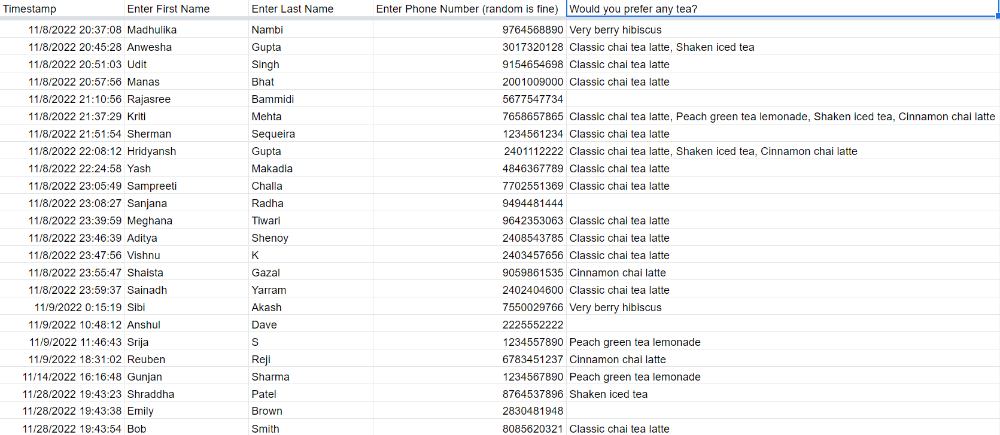 Timestamp Enter First Name Enter Last Name Enter Phone Number (random is fine) Would you prefer any tea?
11/8/2022 20:37:08 Madhulika Nambi 9764568890 Very berry hibiscus
11/8/2022 20:45:28 Anwesha Gupta 3017320128 Classic chai tea latte, Shaken iced tea
11/8/2022 20:51:03 Udit Singh 9154654698 Classic chai tea latte
11/8/2022 20:57:56 Manas Bhat 2001009000 Classic chai tea latte
11/8/2022 21:10:56 Rajasree Bammidi 5677547734
11/8/2022 21:37:29 Kriti Mehta 7658657865 Classic chai tea latte, Peach green tea lemonade, Shaken iced tea, Cinnamon chai latte
11/8/2022 21:51:54 Sherman Sequeira 1234561234 Classic chai tea latte
11/8/2022 22:08:12 Hridyansh Gupta 2401112222 Classic chai tea latte, Shaken iced tea, Cinnamon chai latte
11/8/2022 22:24:58 Yash Makadia 4846367789 Classic chai tea latte
11/8/2022 23:05:49 Sampreeti Challa 7702551369 Classic chai tea latte
11/8/2022 23:08:27 Sanjana Radha 9494481444
11/8/2022 23:39:59 Meghana Tiwari 9642353063 Classic chai tea latte
11/8/2022 23:46:39 Aditya Shenoy 2408543785 Classic chai tea latte
11/8/2022 23:47:56 Vishnu K 2403457656 Classic chai tea latte
11/8/2022 23:55:47 Shaista Gazal 9059861535 Cinnamon chai latte
11/8/2022 23:59:37 Sainadh Yarram 2402404600 Classic chai tea latte
11/9/2022 0:15:19 Sibi Akash 7550029766 Very berry hibiscus
11/9/2022 10:48:12 Anshul Dave 2225552222
11/9/2022 11:46:43 Srija S 1234557890 Peach green tea lemonade
11/9/2022 18:31:02 Reuben Reji 6783451237 Cinnamon chai latte
11/14/2022 16:16:48 Gunjan Sharma 1234567890 Peach green tea lemonade
11/28/2022 19:43:23 Shraddha Patel 8764537896 Shaken iced tea
11/28/2022 19:43:38 Emily Brown 2830481948
11/28/2022 19:43:54 Bob Smith 8085620321 Classic chai tea latte